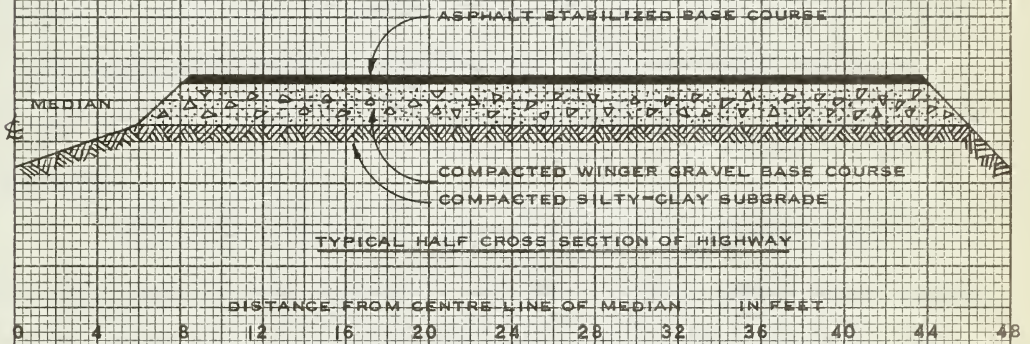 ASPHALT STABILIZED BASE COURSE
MEDIAN
℄
COMPACTED WINGER GRAVEL BASE COURSE
COMPACTED SILTY-CLAY SUBGRADE
TYPICAL HALF CROSS SECTION OF HIGHWAY
DISTANCE FROM CENTRE LINE OF MEDIAN IN FEET
0 4 8 12 16 20 24 28 32 36 40 44 48